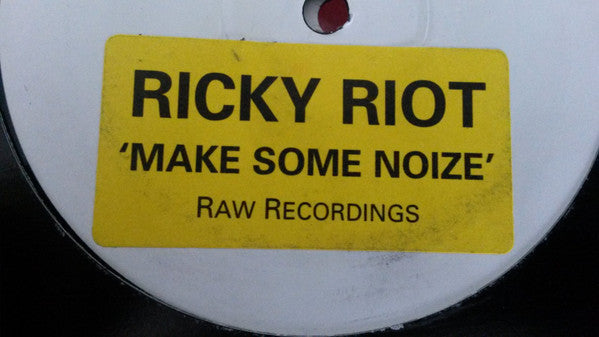 RICKY RIOT
'MAKE SOME NOIZE'
RAW RECORDINGS